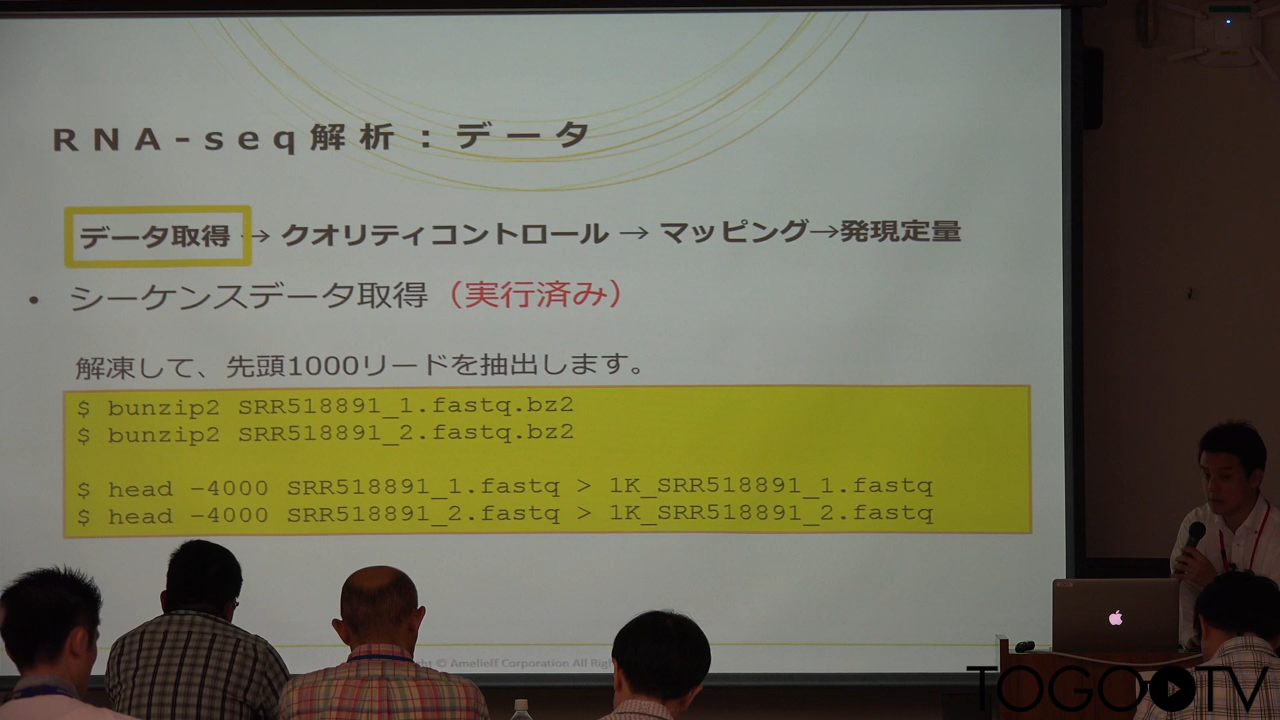 RNA-seq解析：データ
データ取得 → クオリティコントロール → マッピング→発現定量
• シーケンスデータ取得（実行済み）
解凍して、先頭1000リードを抽出します。
$ bunzip2 SRR518891_1.fastq.bz2
$ bunzip2 SRR518891_2.fastq.bz2
$ head -4000 SRR518891_1.fastq > 1K_SRR518891_1.fastq
$ head -4000 SRR518891_2.fastq > 1K_SRR518891_2.fastq
© Amelieff Corporation All
TOGOTV